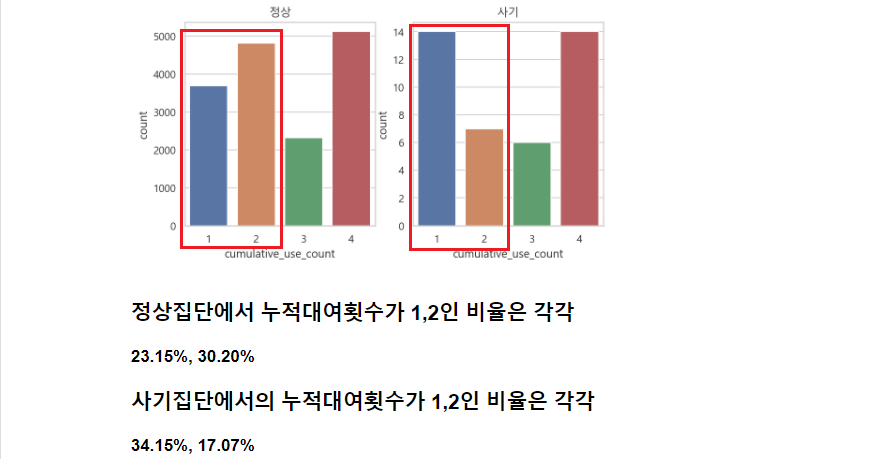 정상
사기
5000
4000
3000
2000
1000
0
count
1 2 3 4
cumulative_use_count
14
12
10
8
6
4
2
0
count
1 2 3 4
cumulative_use_count
정상집단에서 누적대여횟수가 1,2인 비율은 각각
23.15%, 30.20%
사기집단에서의 누적대여횟수가 1,2인 비율은 각각
34.15%, 17.07%